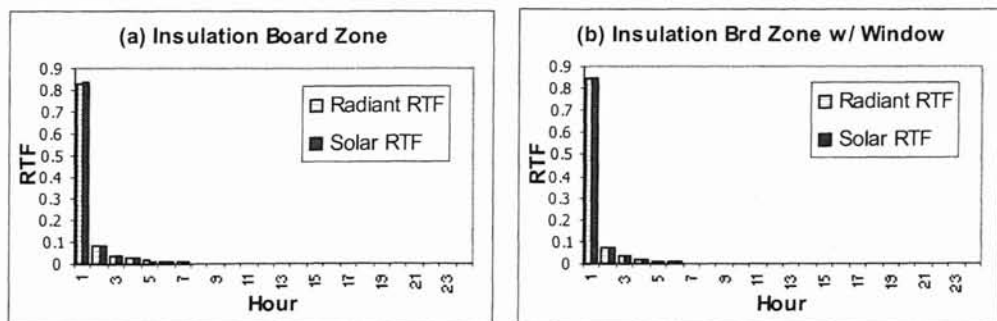 (a) Insulation Board Zone
0.9
0.8
0.7
0.6
0.5
0.4
0.3
0.2
0.1
0
RTF
Radiant RTF
Solar RTF
1 3 5 7 9 11 13 15 17 19 21 23
Hour
(b) Insulation Brd Zone w/ Window
0.9
0.8
0.7
0.6
0.5
0.4
0.3
0.2
0.1
0
RTF
Radiant RTF
Solar RTF
1 3 5 7 9 11 13 15 17 19 21 23
Hour